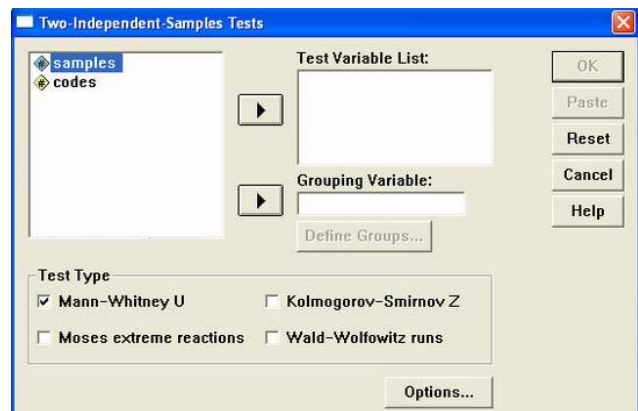 Two-Independent-Samples Tests
samples
codes
Test Variable List:
Grouping Variable:
Define Groups...
OK
Paste
Reset
Cancel
Help
Test Type
Mann-Whitney U
Kolmogorov-Smirnov Z
Moses extreme reactions
Wald-Wolfowitz runs
Options...